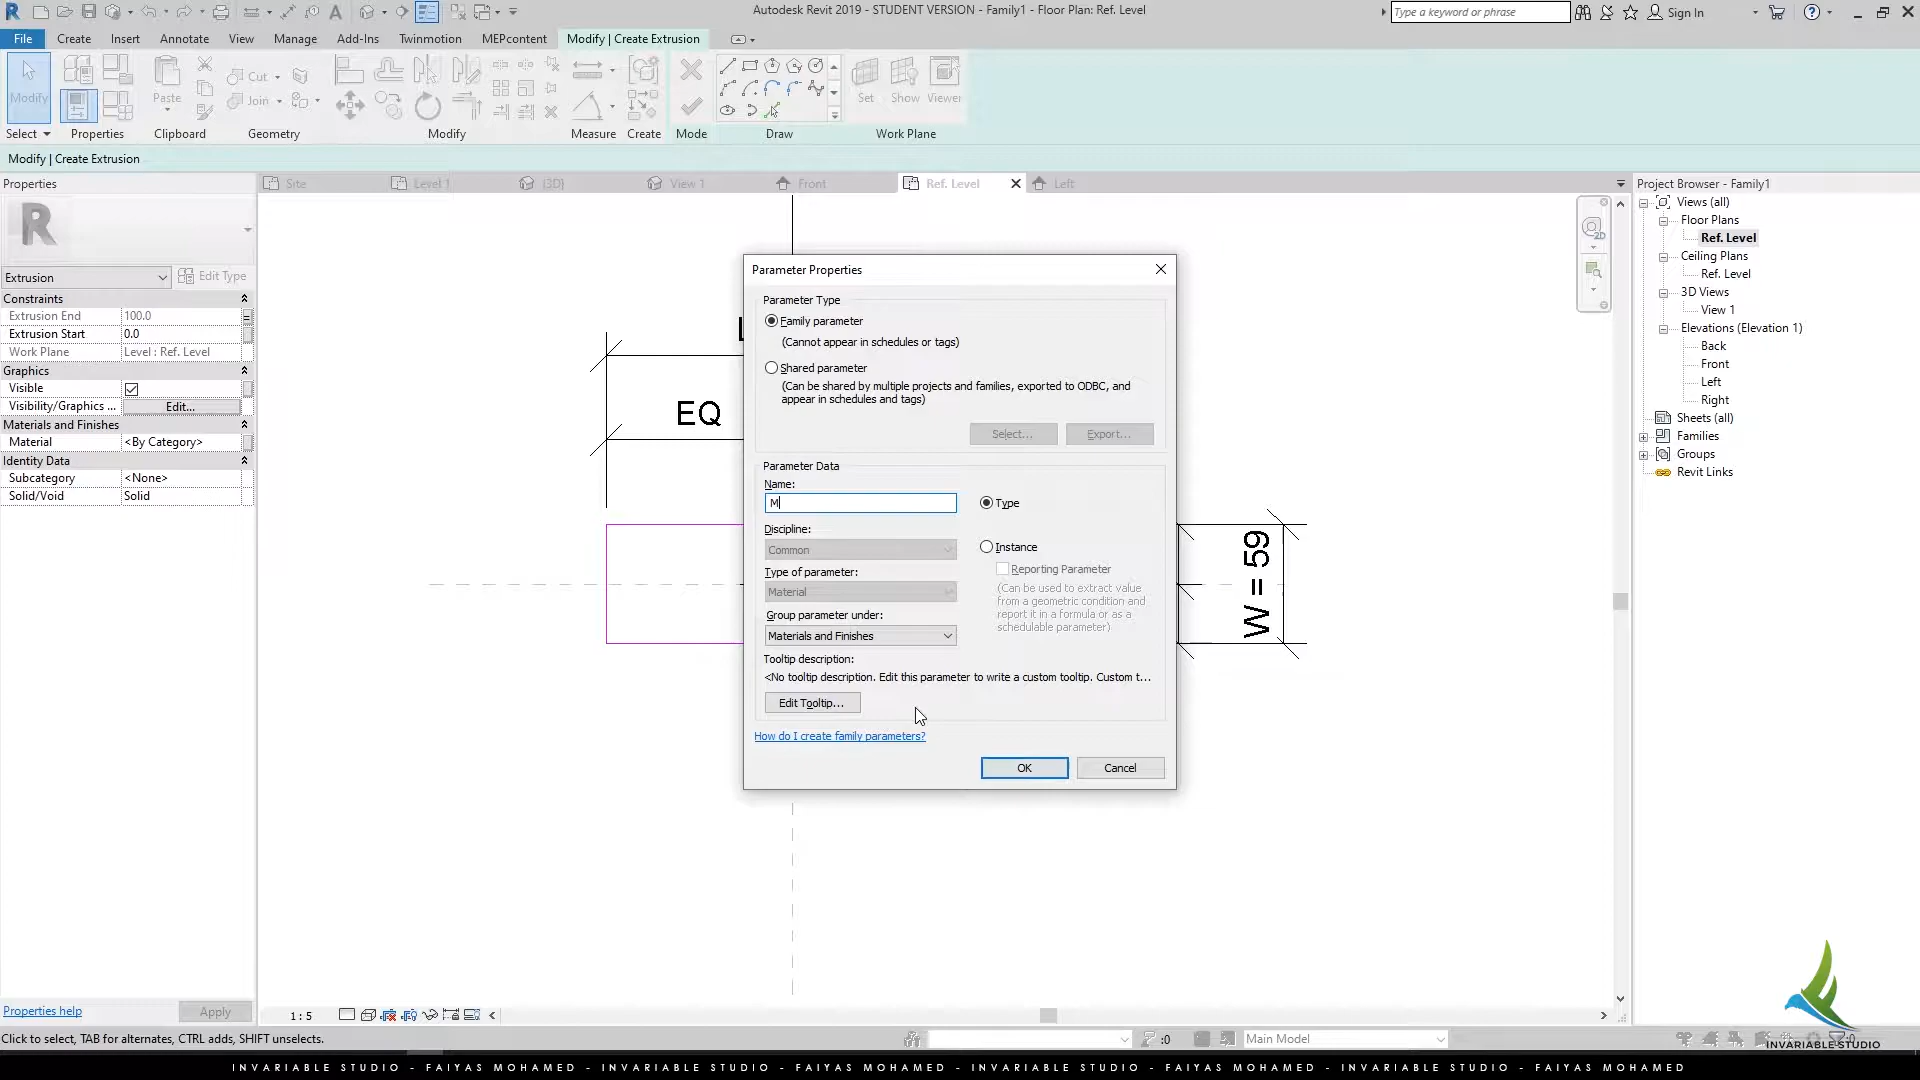 Autodesk Revit 2019 - STUDENT VERSION - Family1 - Floor Plan: Ref. Level
Type a keyword or phrase
Sign In
File Create Insert Annotate View Manage Add-Ins Twinmotion MEPcontent Modify | Create Extrusion
Modify
Paste
Cut
Join
Set Show Viewer
Select Properties Clipboard Geometry Modify Measure Create Mode Draw Work Plane
Modify | Create Extrusion
Properties
Site Level 1 {3D} View 1 Front Ref. Level Left
Extrusion
Edit Type
Constraints
Extrusion End 100.0
Extrusion Start 0.0
Work Plane Level : Ref. Level
Graphics
Visible
Visibility/Graphics ... Edit...
Materials and Finishes
Material <By Category>
Identity Data
Subcategory <None>
Solid/Void Solid
Properties help
Apply
EQ
W = 59
2D
Parameter Properties
Parameter Type
Family parameter
(Cannot appear in schedules or tags)
Shared parameter
(Can be shared by multiple projects and families, exported to ODBC, and
appear in schedules and tags)
Select...
Export...
Parameter Data
Name:
M
Type
Discipline:
Common
Instance
Type of parameter:
Reporting Parameter
Material
(Can be used to extract value
from a geometric condition and
report it in a formula or as a
schedulable parameter)
Group parameter under:
Materials and Finishes
Tooltip description:
<No tooltip description. Edit this parameter to write a custom tooltip. Custom t...
Edit Tooltip...
How do I create family parameters?
OK
Cancel
Project Browser - Family1
Views (all)
Floor Plans
Ref. Level
Ceiling Plans
Ref. Level
3D Views
View 1
Elevations (Elevation 1)
Back
Front
Left
Right
Sheets (all)
Families
Groups
Revit Links
1 : 5
Click to select, TAB for alternates, CTRL adds, SHIFT unselects.
:0
Main Model
INVARIABLE STUDIO
INVARIABLE STUDIO - FAIYAS MOHAMED - INVARIABLE STUDIO - FAIYAS MOHAMED - INVARIABLE STUDIO - FAIYAS MOHAMED - INVARIABLE STUDIO - FAIYAS MOHAMED